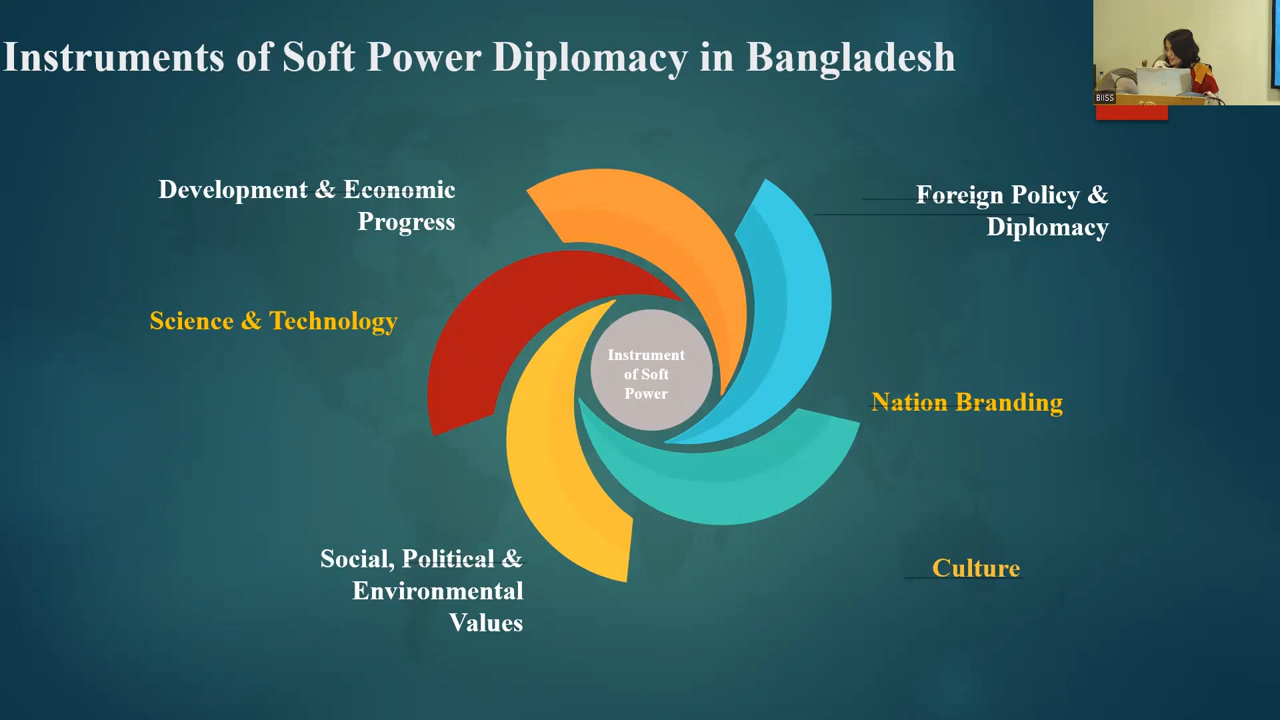 Instruments of Soft Power Diplomacy in Bangladesh
BIISS
Development & Economic
Progress
Foreign Policy &
Diplomacy
Science & Technology
Instrument
of Soft
Power
Nation Branding
Social, Political &
Environmental
Values
Culture